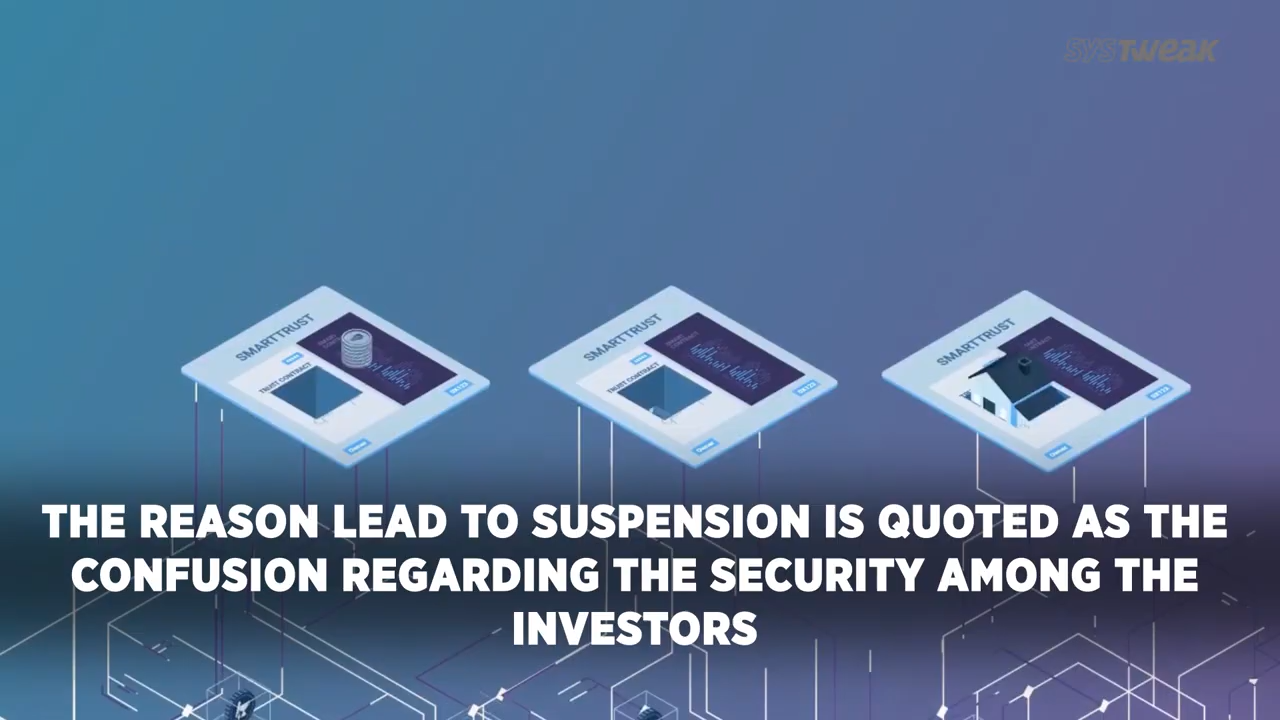 SYSTWEAK
SMARTTRUST
TRUST CONTRACT
SMARTTRUST
TRUST CONTRACT
SMARTTRUST
THE REASON LEAD TO SUSPENSION IS QUOTED AS THE
CONFUSION REGARDING THE SECURITY AMONG THE
INVESTORS